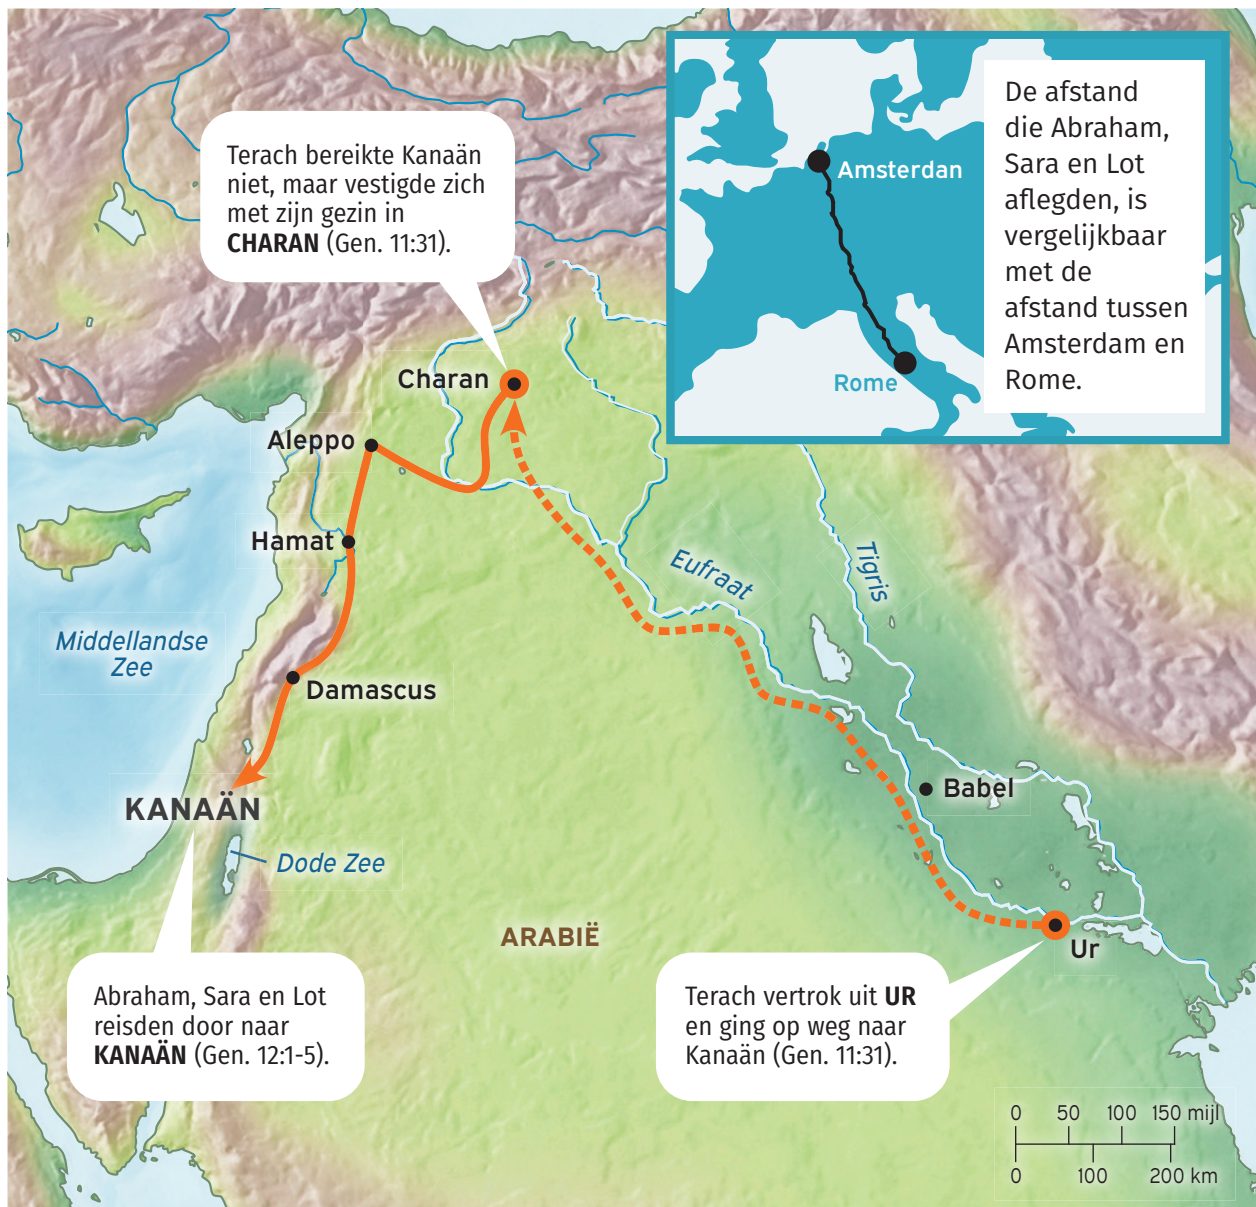 Terach bereikte Kanaän
niet, maar vestigde zich
met zijn gezin in
CHARAN (Gen. 11:31).
Amsterdan
Rome
De afstand
die Abraham,
Sara en Lot
aflegden, is
vergelijkbaar
met de
afstand tussen
Amsterdam en
Rome.
Charan
Aleppo
Hamat
Eufraat
Tigris
Middellandse
Zee
Damascus
Babel
KANAÄN
Dode Zee
ARABIË
Ur
Abraham, Sara en Lot
reisden door naar
KANAÄN (Gen. 12:1-5).
Terach vertrok uit UR
en ging op weg naar
Kanaän (Gen. 11:31).
0 50 100 150 mijl
0 100 200 km